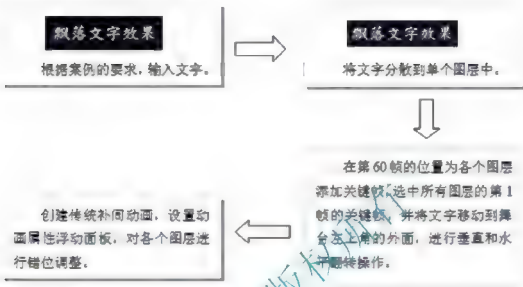 飘落文字效果
根据案例的要求，输入文字。
飘落文字效果
将文字分散到单个图层中。
在第60帧的位置为各个图层
添加关键帧，选中所有图层的第1
帧的关键帧，并将文字移动到舞
台左上角的外面，进行垂直和水
平翻转操作。
创建传统补间动画，设置动
画属性浮动面板，对各个图层进
行错位调整。